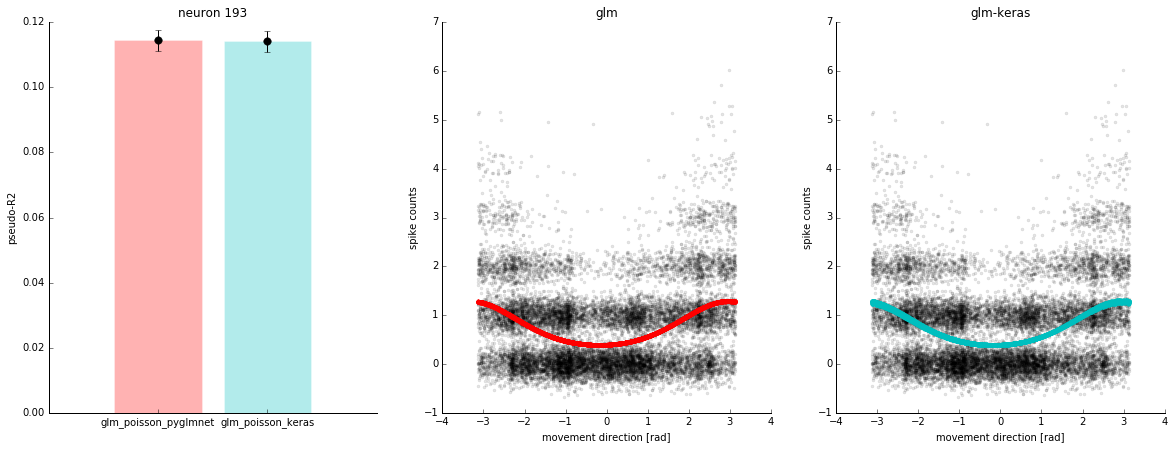 neuron 193
0.12
0.10
0.08
0.06
0.04
0.02
0.00
pseudo-R2
glm_poisson_pyglmnet glm_poisson_keras
glm
7
6
5
4
3
2
1
0
−1
spike counts
−4 −3 −2 −1 0 1 2 3 4
movement direction [rad]
glm-keras
7
6
5
4
3
2
1
0
−1
spike counts
−4 −3 −2 −1 0 1 2 3 4
movement direction [rad]